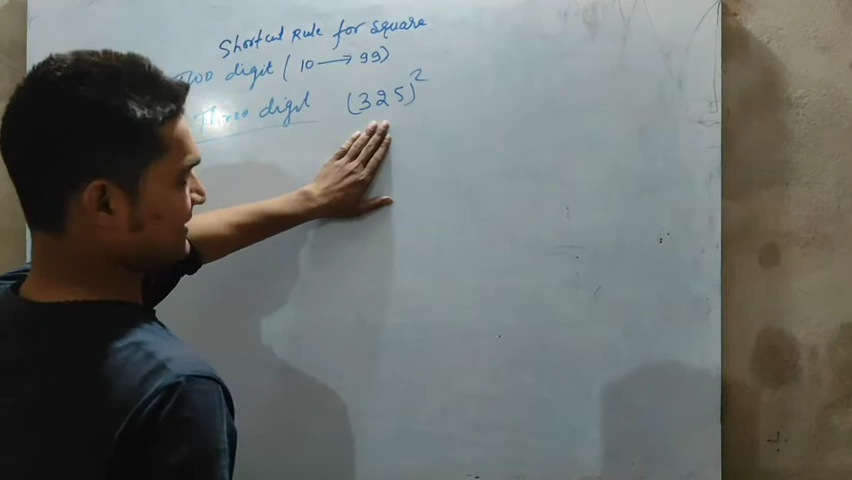 Shortcut Rule for Square
Two digit (10 → 99)
Three digit (325)²